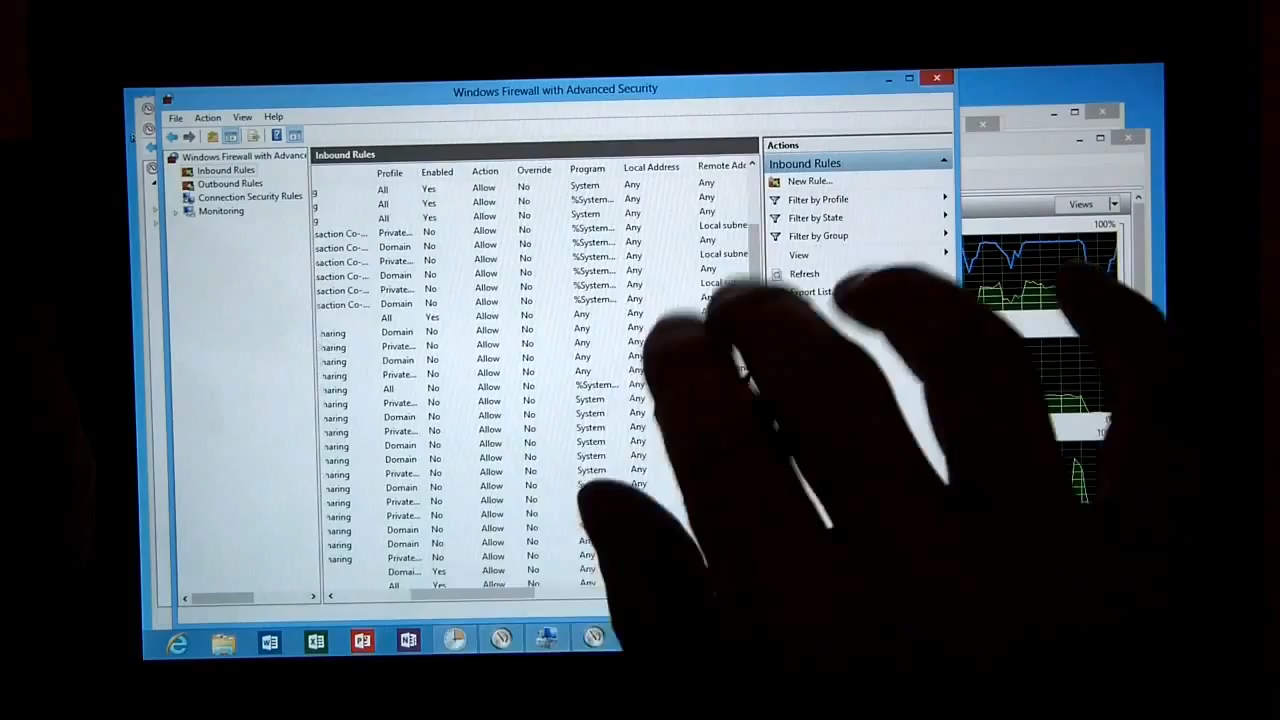 Windows Firewall with Advanced Security
File Action View Help
Windows Firewall with Advanc
Inbound Rules
Outbound Rules
Connection Security Rules
Monitoring
Inbound Rules
Profile Enabled Action Override Program Local Address Remote Adc
g All Yes Allow No System Any Any
g All Yes Allow No %System... Any Any
g All Yes Allow No System Any Any
saction Co-... Private... No Allow No %System... Any Local subne
saction Co-... Domain No Allow No %System... Any Any
saction Co-... Private... No Allow No %System... Any Local subne
saction Co-... Domain No Allow No %System... Any Any
saction Co-... Private... No Allow No %System... Any
saction Co-... Domain No Allow No %System... Any
All Yes Allow No Any Any
haring Domain No Allow No Any Any
haring Private... No Allow No Any Any
haring Domain No Allow No Any Any
haring Private... No Allow No Any Any
haring All No Allow No %System... Any
haring Private... No Allow No System Any
haring Domain No Allow No System Any
haring Private... No Allow No System Any
haring Domain No Allow No System Any
haring Domain No Allow No System Any
haring Private... No Allow No System Any
haring Domain No Allow No Any
haring Private... No Allow No
haring Private... No Allow No
haring Domain No Allow No
haring Domain No Allow No
haring Private... No Allow No Any
Domai... Yes Allow No Any
All Yes Allow No Any
Actions
Inbound Rules
New Rule...
Filter by Profile
Filter by State
Filter by Group
View
Refresh
Export List
Views
100%